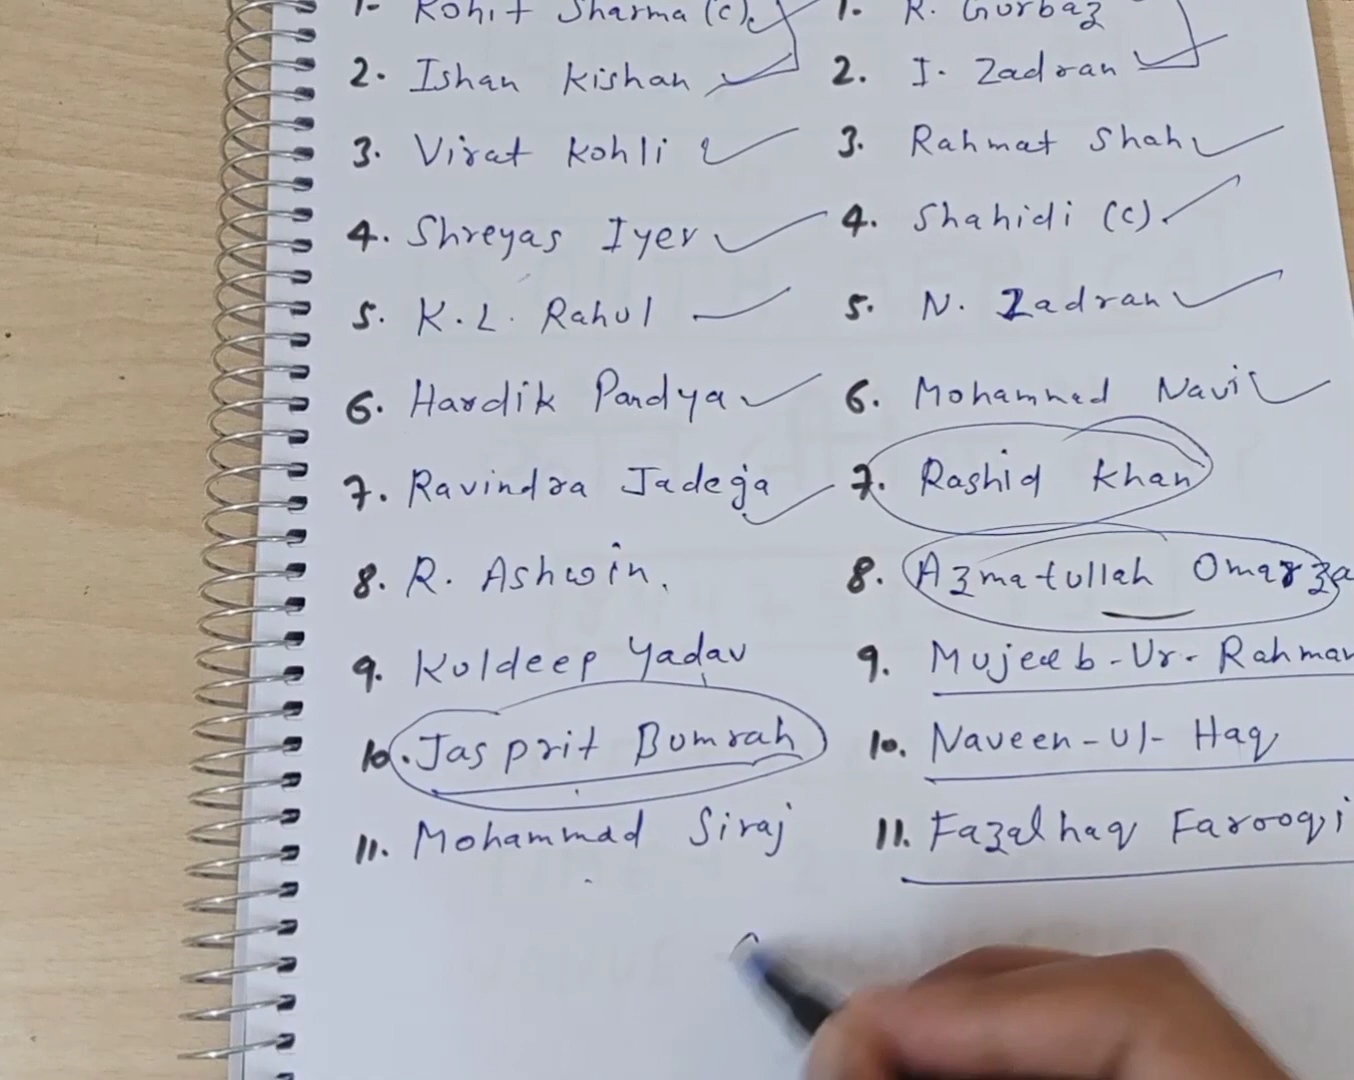 1. Rohit Sharma (c). 1. R. Gurbaz
2. Ishan Kishan 2. I. Zadran
3. Virat Kohli 3. Rahmat Shah
4. Shreyas Iyer 4. Shahidi (c).
5. K.L. Rahul 5. N. Zadran
6. Hardik Pandya 6. Mohammed Navi
7. Ravindra Jadega 7. Rashid Khan
8. R. Ashwin. 8. Azmatullah Omarza
9. Kuldeep Yadav 9. Mujeeb-Ur-Rahman
10. Jasprit Bumrah 10. Naveen-Ul-Haq
11. Mohammad Siraj 11. Fazalhaq Farooqi